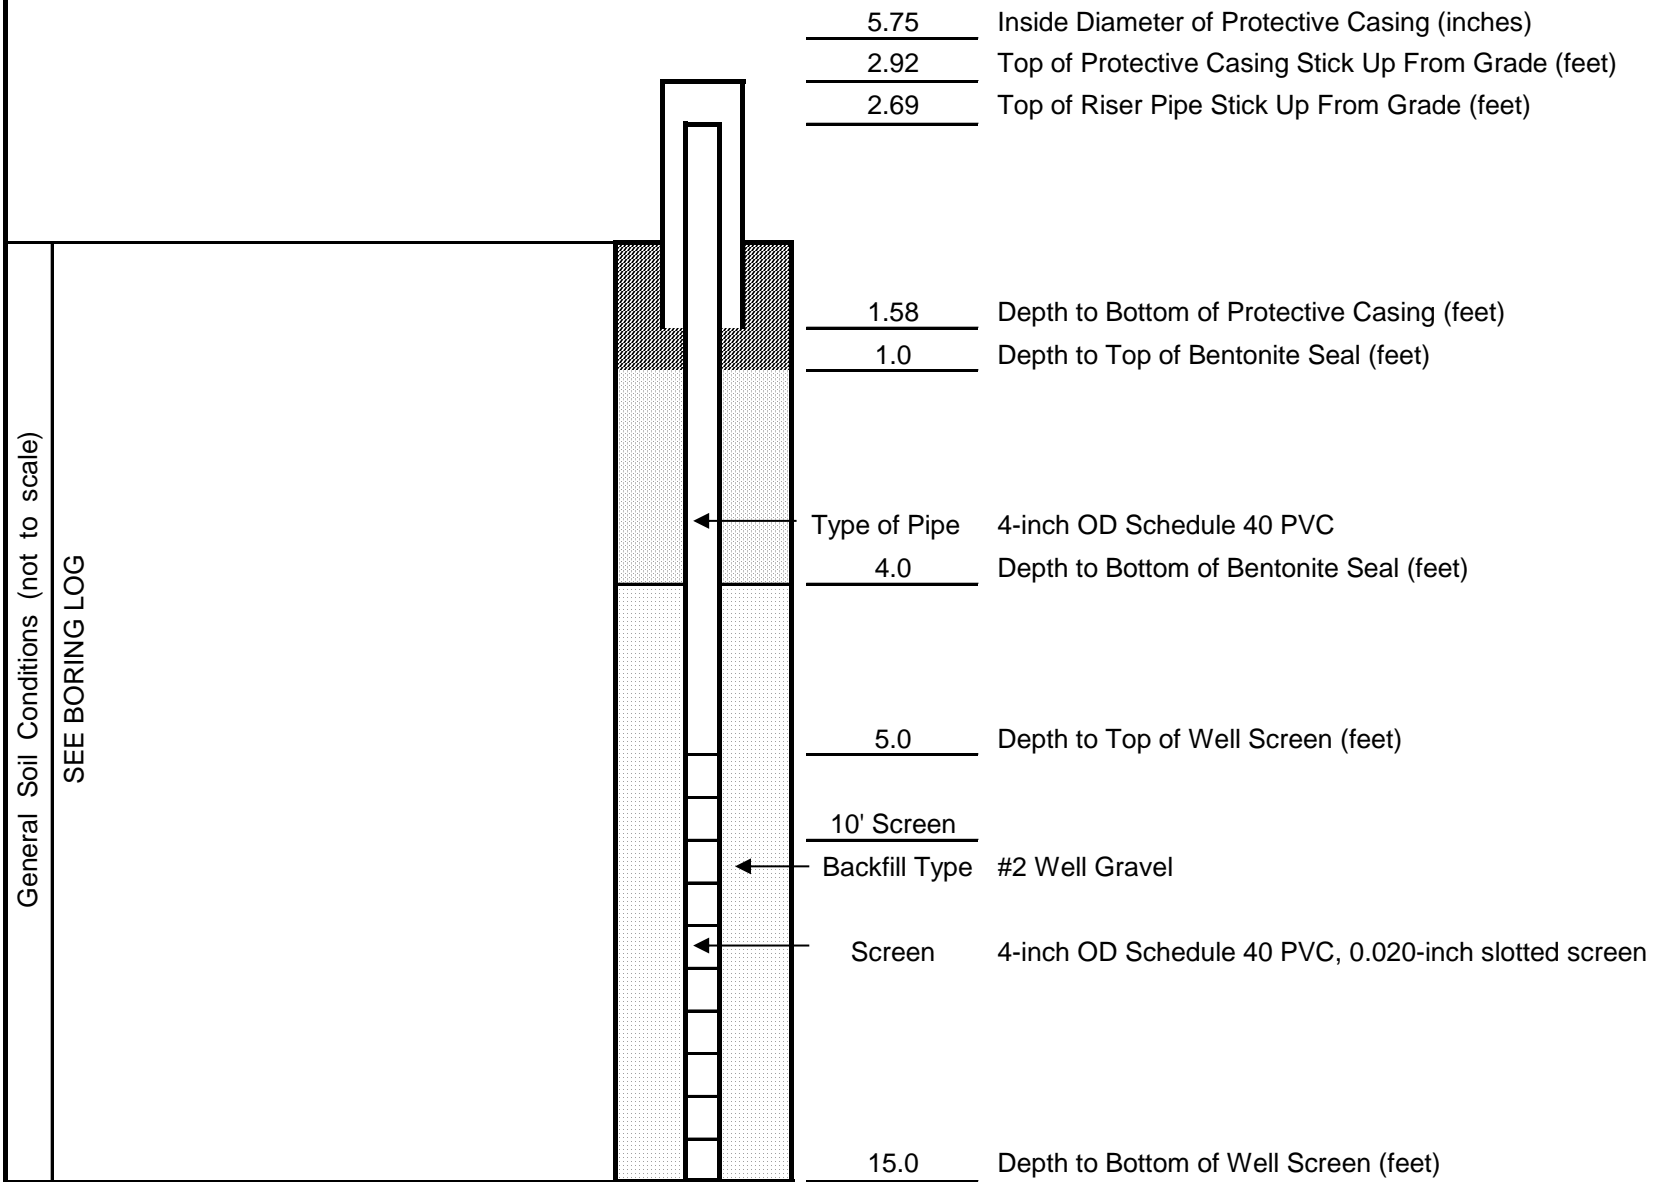 5.75 Inside Diameter of Protective Casing (inches)
2.92 Top of Protective Casing Stick Up From Grade (feet)
2.69 Top of Riser Pipe Stick Up From Grade (feet)
1.58 Depth to Bottom of Protective Casing (feet)
1.0 Depth to Top of Bentonite Seal (feet)
General Soil Conditions (not to scale)
SEE BORING LOG
Type of Pipe 4-inch OD Schedule 40 PVC
4.0 Depth to Bottom of Bentonite Seal (feet)
5.0 Depth to Top of Well Screen (feet)
10' Screen
Backfill Type #2 Well Gravel
Screen 4-inch OD Schedule 40 PVC, 0.020-inch slotted screen
15.0 Depth to Bottom of Well Screen (feet)